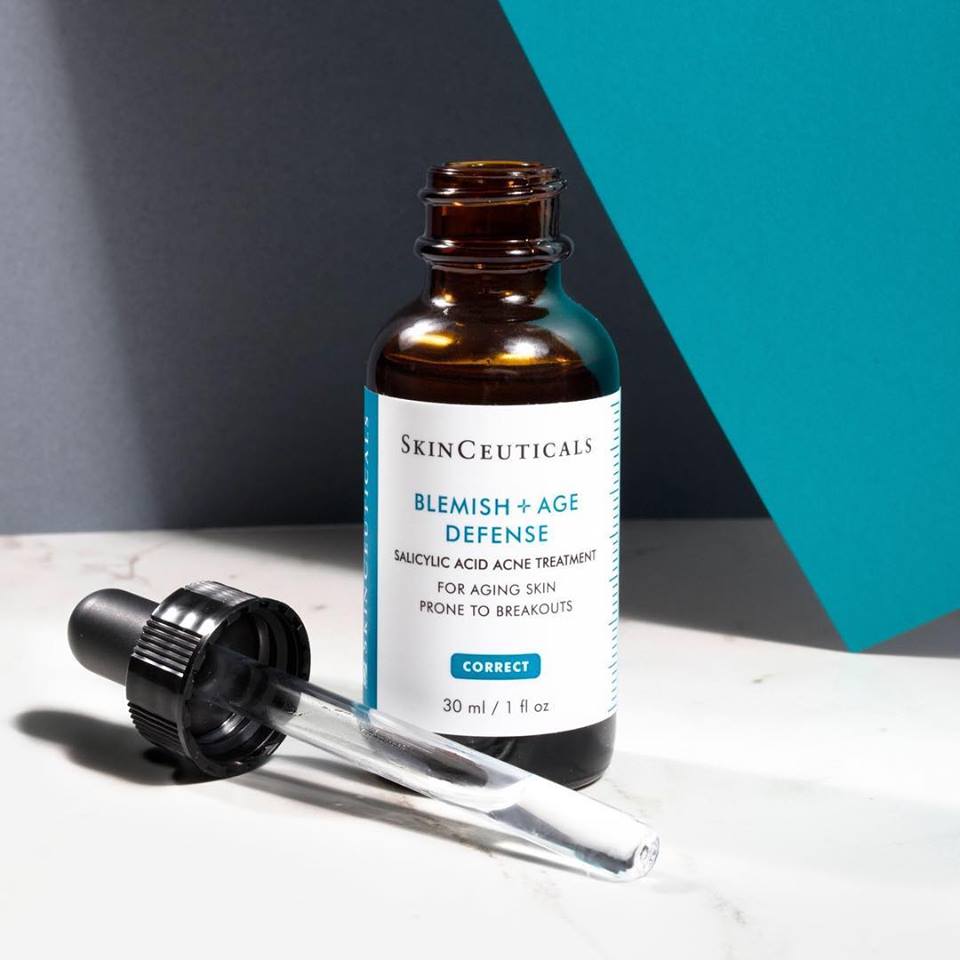 SKINCEUTICALS
BLEMISH + AGE
DEFENSE
SALICYLIC ACID ACNE TREATMENT
FOR AGING SKIN
PRONE TO BREAKOUTS
CORRECT
30 ml / 1 fl oz
SKINCEUTICALS